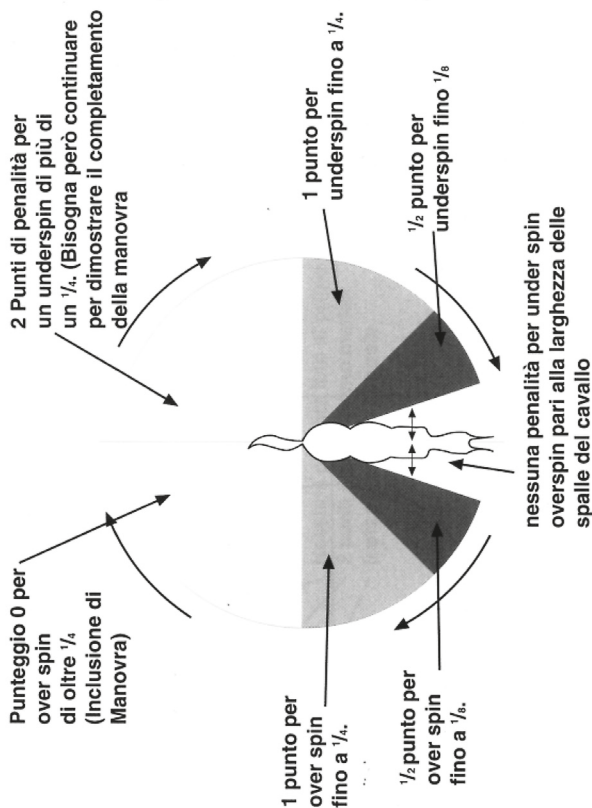 Punteggio 0 per
over spin
di oltre 1/4
(Inclusione di
Manovra)
2 Punti di penalità per
un underspin di più di
un 1/4. (Bisogna però continuare
per dimostrare il completamento
della manovra
1 punto per
over spin
fino a 1/4.
1 punto per
underspin fino a 1/4.
1/2 punto per
over spin
fino a 1/8.
1/2 punto per
underspin fino 1/8
nessuna penalità per under spin
overspin pari alla larghezza delle
spalle del cavallo